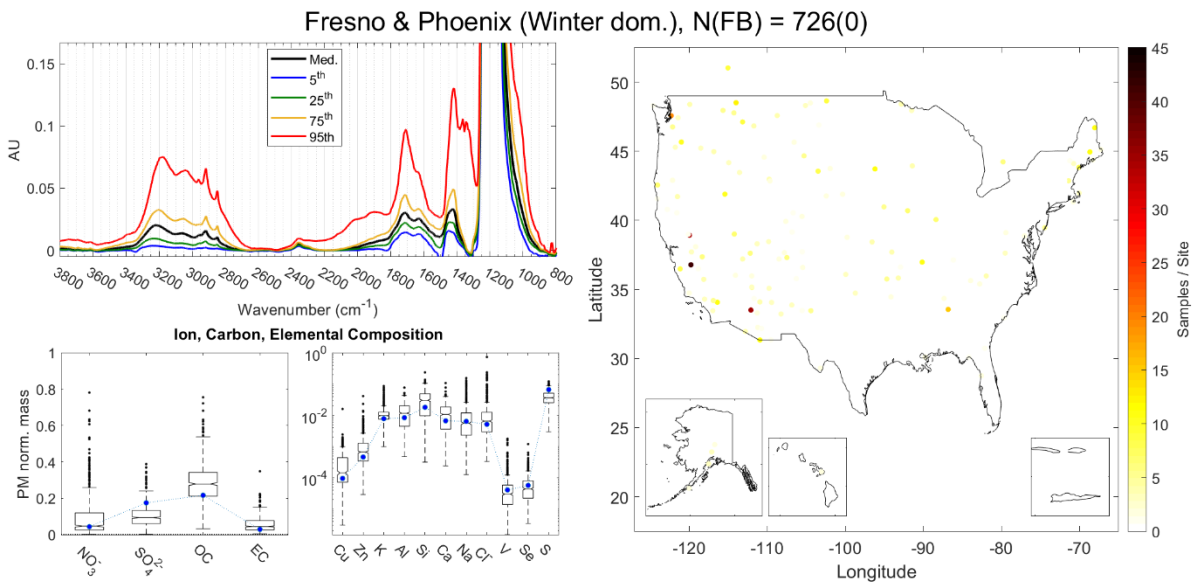 Fresno & Phoenix (Winter dom.), N(FB) = 726(0)
0.15
0.1
0.05
0
AU
Med.
5th
25th
75th
95th
3800 3600 3400 3200 3000 2800 2600 2400 2200 2000 1800 1600 1400 1200 1000 800
Wavenumber (cm-1)
Ion, Carbon, Elemental Composition
1
0.8
0.6
0.4
0.2
0
PM norm. mass
NO3- SO42- OC EC
10^0
10^-2
10^-4
Cu Zn K Al Si Ca Na Cr V Se S
50
45
40
35
30
25
20
Latitude
-120 -110 -100 -90 -80 -70
Longitude
45
40
35
30
25
20
15
10
5
0
Samples / Site